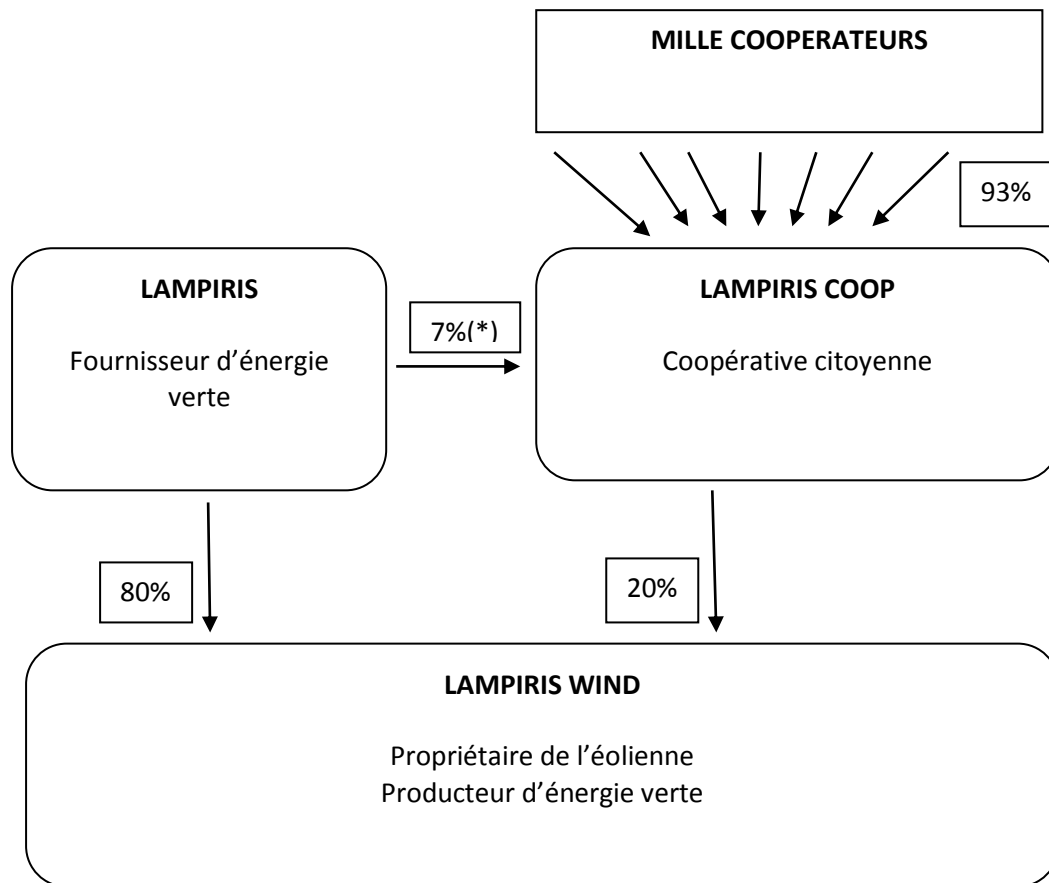 MILLE COOPERATEURS
93%
LAMPIRIS
Fournisseur d’énergie
verte
7%(*)
LAMPIRIS COOP
Coopérative citoyenne
80%
20%
LAMPIRIS WIND
Propriétaire de l’éolienne
Producteur d’énergie verte